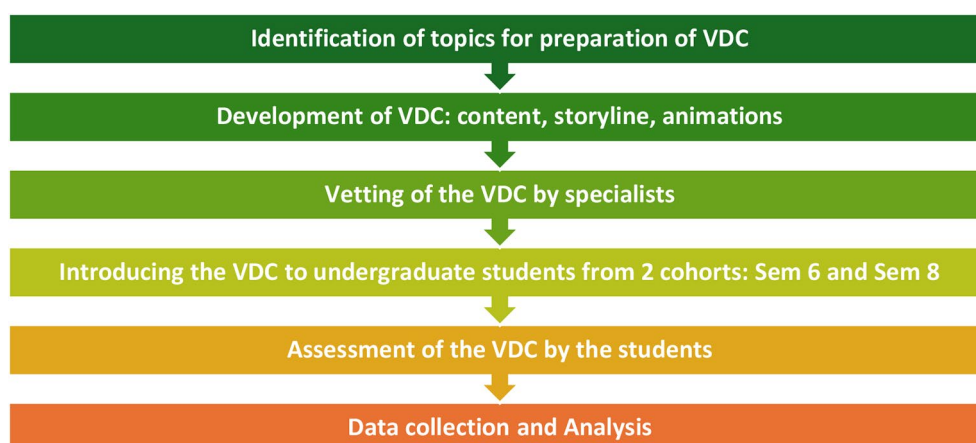 Identification of topics for preparation of VDC
Development of VDC: content, storyline, animations
Vetting of the VDC by specialists
Introducing the VDC to undergraduate students from 2 cohorts: Sem 6 and Sem 8
Assessment of the VDC by the students
Data collection and Analysis